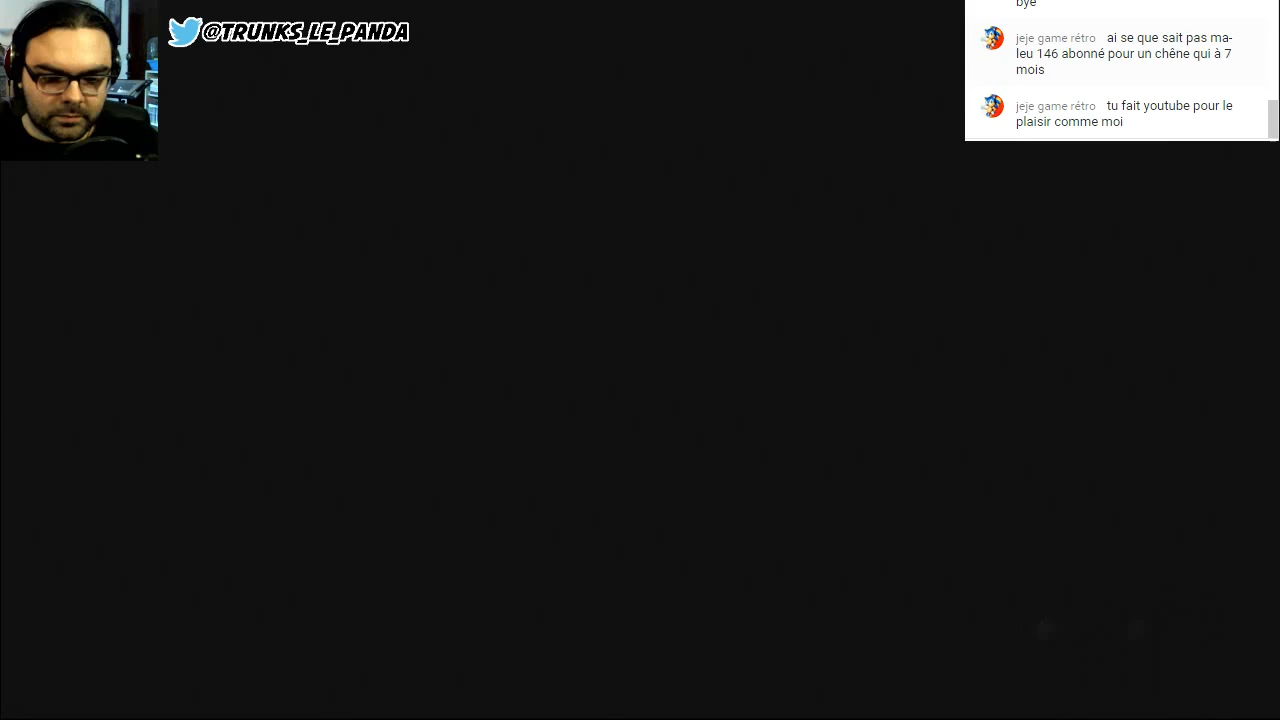 @TRUNKS_LE_PANDA
bye
jeje game rétro ai se que sait pas ma-
leu 146 abonné pour un chêne qui à 7
mois
jeje game rétro tu fait youtube pour le
plaisir comme moi